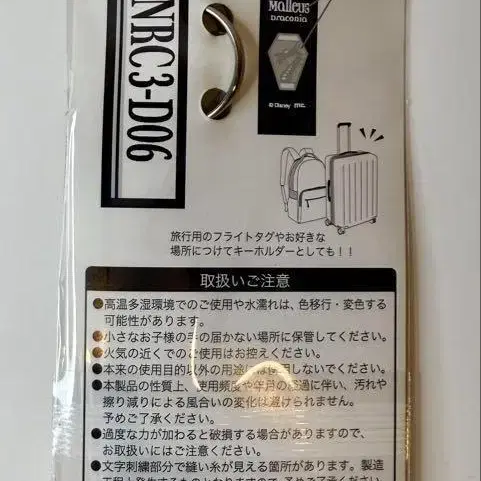 Malleus
Draconia
NRC3-D06
© Disney
旅行用のフライトタグやお好きな
場所につけてキーホルダーとしても！！
取扱いご注意
●高温多湿環境でのご使用や水濡れは、色移行・変色する
可能性があります。
●小さなお子様の手の届かない場所に保管してください。
●火気の近くでのご使用はお控えください。
●本来の使用目的以外の用途には使用しないでください。
●本製品の性質上、使用頻度や年月の経過に伴い、汚れや
擦り減りによる風合いの変化は避けられません。
予めご了承ください。
●過度な力が加わると破損する場合がありますので、
お取扱いにはご注意ください。
●文字刺繍部分で縫い糸が見える箇所があります。製造